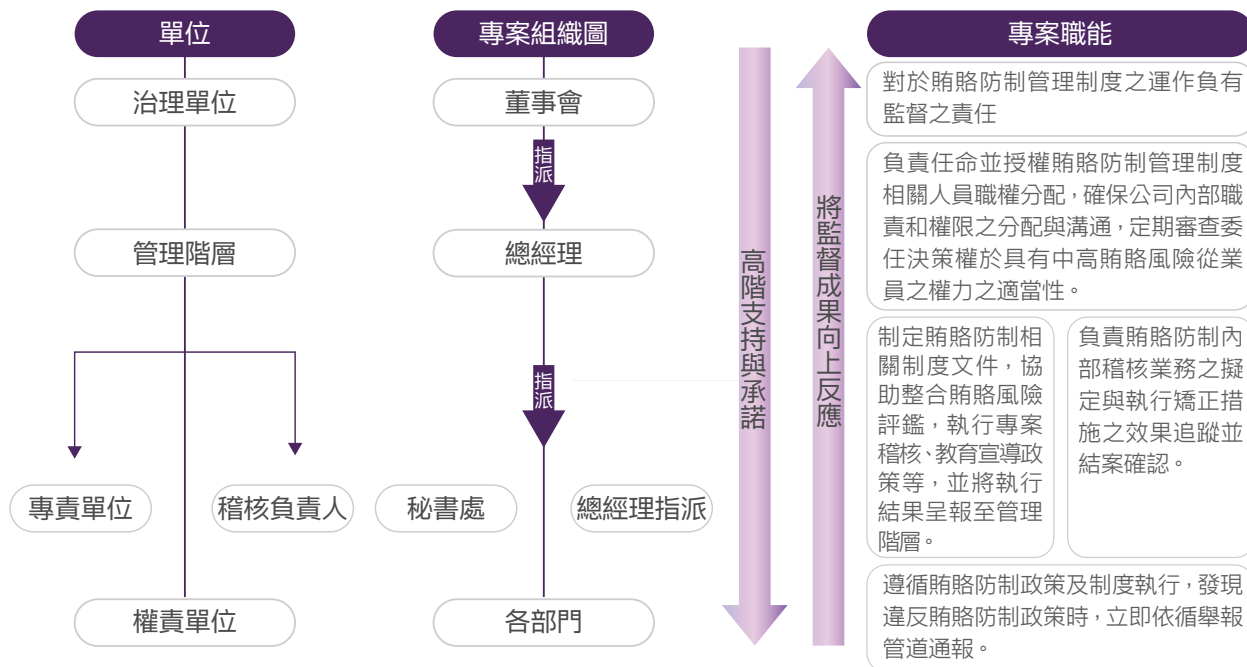 單位
治理單位
管理階層
專責單位
稽核負責人
權責單位
專案組織圖
董事會
指派
總經理
指派
秘書處
總經理指派
各部門
高階支持與承諾
將監督成果向上反應
專案職能
對於賄賂防制管理制度之運作負有
監督之責任
負責任命並授權賄賂防制管理制度
相關人員職權分配，確保公司內部職
責和權限之分配與溝通，定期審查委
任決策權於具有中高賄賂風險從業
員之權力之適當性。
制定賄賂防制相
關制度文件，協
助整合賄賂風險
評鑑，執行專案
稽核、教育宣導政
策等，並將執行
結果呈報至管理
階層。
負責賄賂防制內
部稽核業務之擬
定與執行矯正措
施之效果追蹤並
結案確認。
遵循賄賂防制政策及制度執行，發現
違反賄賂防制政策時，立即依循舉報
管道通報。